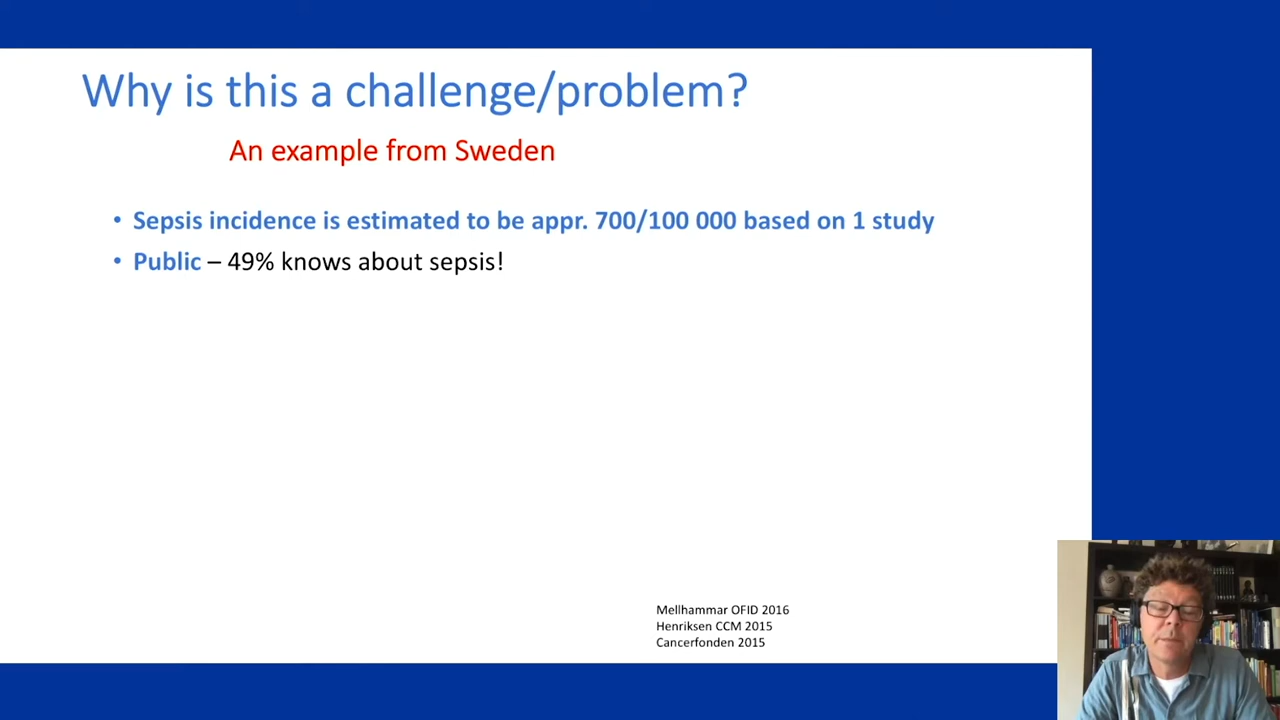 Why is this a challenge/problem?
An example from Sweden
• Sepsis incidence is estimated to be appr. 700/100 000 based on 1 study
• Public – 49% knows about sepsis!
Mellhammar OFID 2016
Henriksen CCM 2015
Cancerfonden 2015